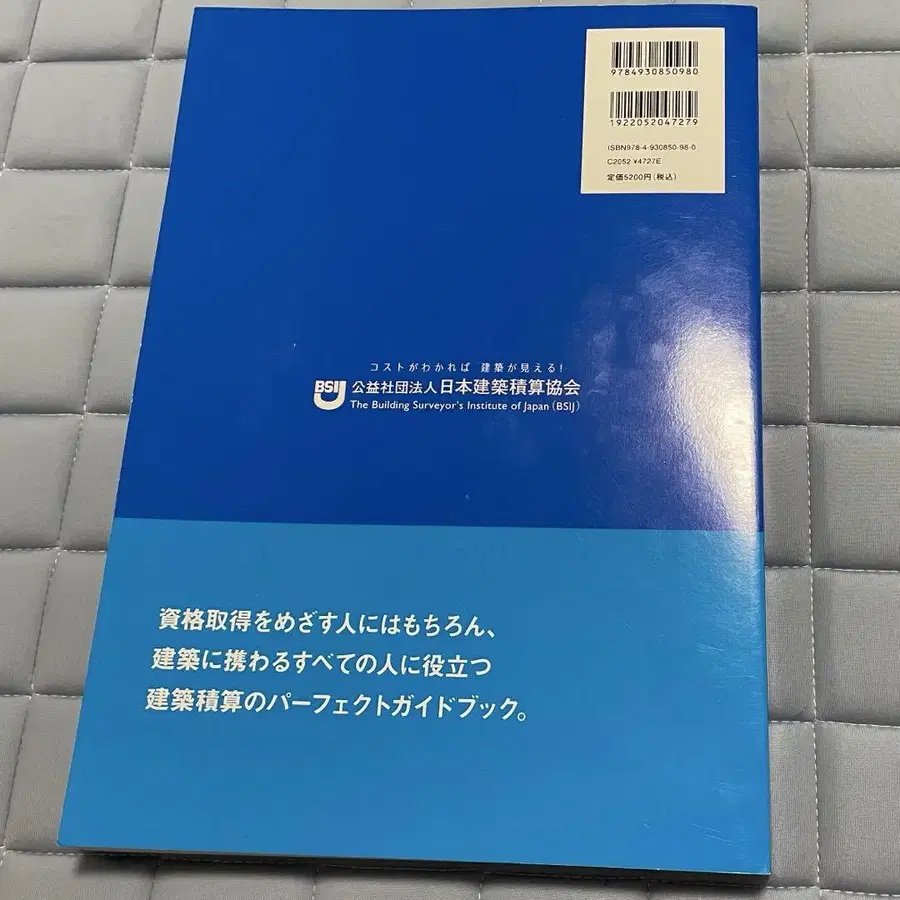 9784930850980
1922052047279
ISBN978-4-930850-98-0
C2052 ¥4727E
定価5200円(税込)
コストがわかれば 建築が見える!
BSIJ 公益社団法人日本建築積算協会
The Building Surveyor's Institute of Japan (BSIJ)
資格取得をめざす人にはもちろん、
建築に携わるすべての人に役立つ
建築積算のパーフェクトガイドブック。